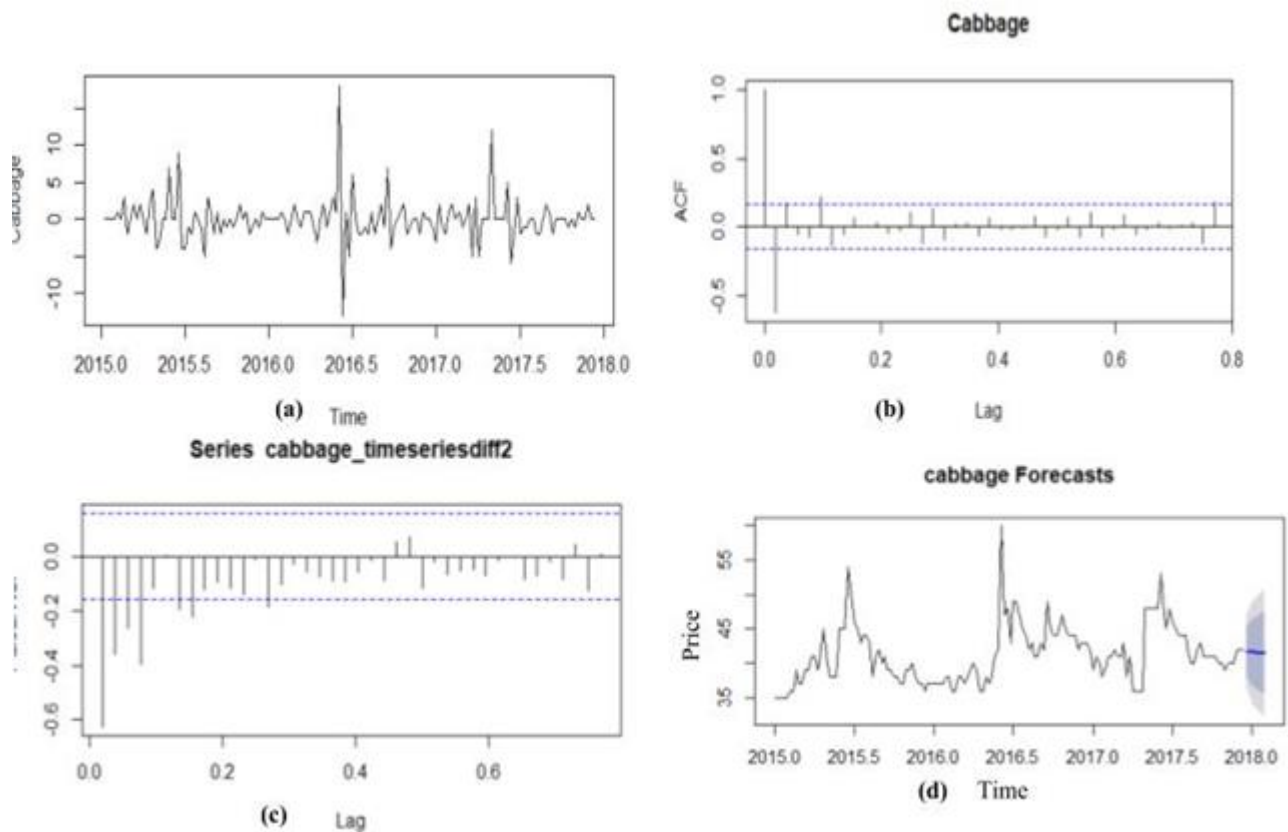 Cabbage
10
5
0
-10
2015.0 2015.5 2016.0 2016.5 2017.0 2017.5 2018.0
(a) Time
Cabbage
ACF
1.0
0.5
0.0
-0.5
0.0 0.2 0.4 0.6 0.8
(b) Lag
Series cabbage_timeseriesdiff2
0.0
-0.2
-0.4
-0.6
0.0 0.2 0.4 0.6
(c) Lag
cabbage Forecasts
Price
55
45
35
2015.0 2015.5 2016.0 2016.5 2017.0 2017.5 2018.0
(d) Time